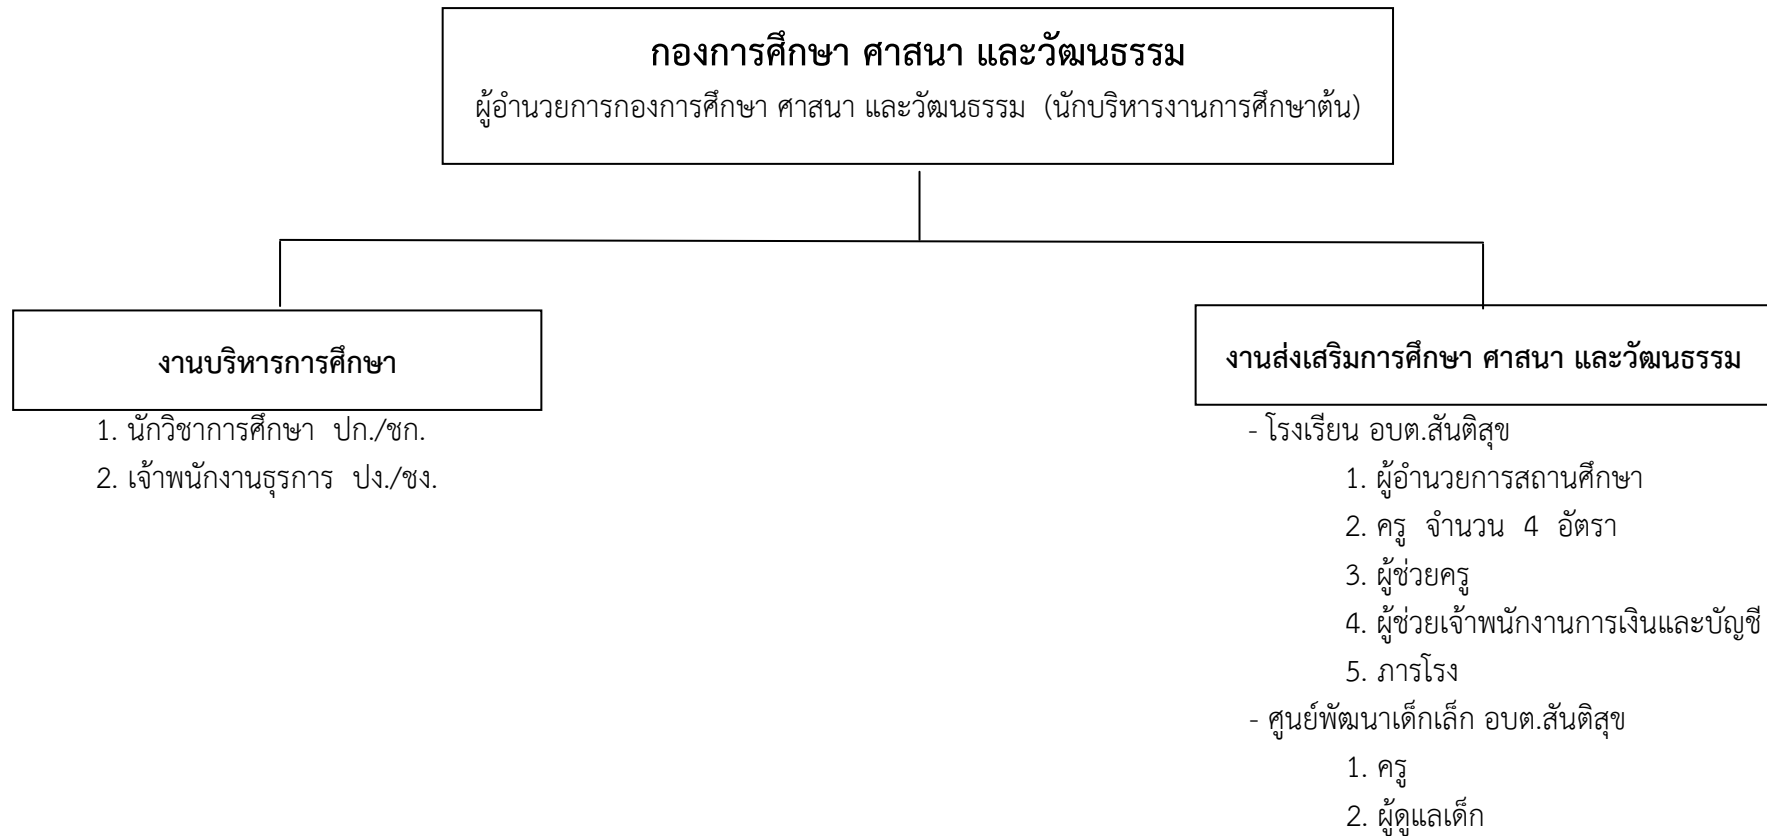 กองการศึกษา ศาสนา และวัฒนธรรม
ผู้อำนวยการกองการศึกษา ศาสนา และวัฒนธรรม (นักบริหารงานการศึกษาต้น)
งานบริหารการศึกษา
1. นักวิชาการศึกษา ปก./ชก.
2. เจ้าพนักงานธุรการ ปง./ชง.
งานส่งเสริมการศึกษา ศาสนา และวัฒนธรรม
- โรงเรียน อบต.สันติสุข
1. ผู้อำนวยการสถานศึกษา
2. ครู จำนวน 4 อัตรา
3. ผู้ช่วยครู
4. ผู้ช่วยเจ้าพนักงานการเงินและบัญชี
5. ภารโรง
- ศูนย์พัฒนาเด็กเล็ก อบต.สันติสุข
1. ครู
2. ผู้ดูแลเด็ก